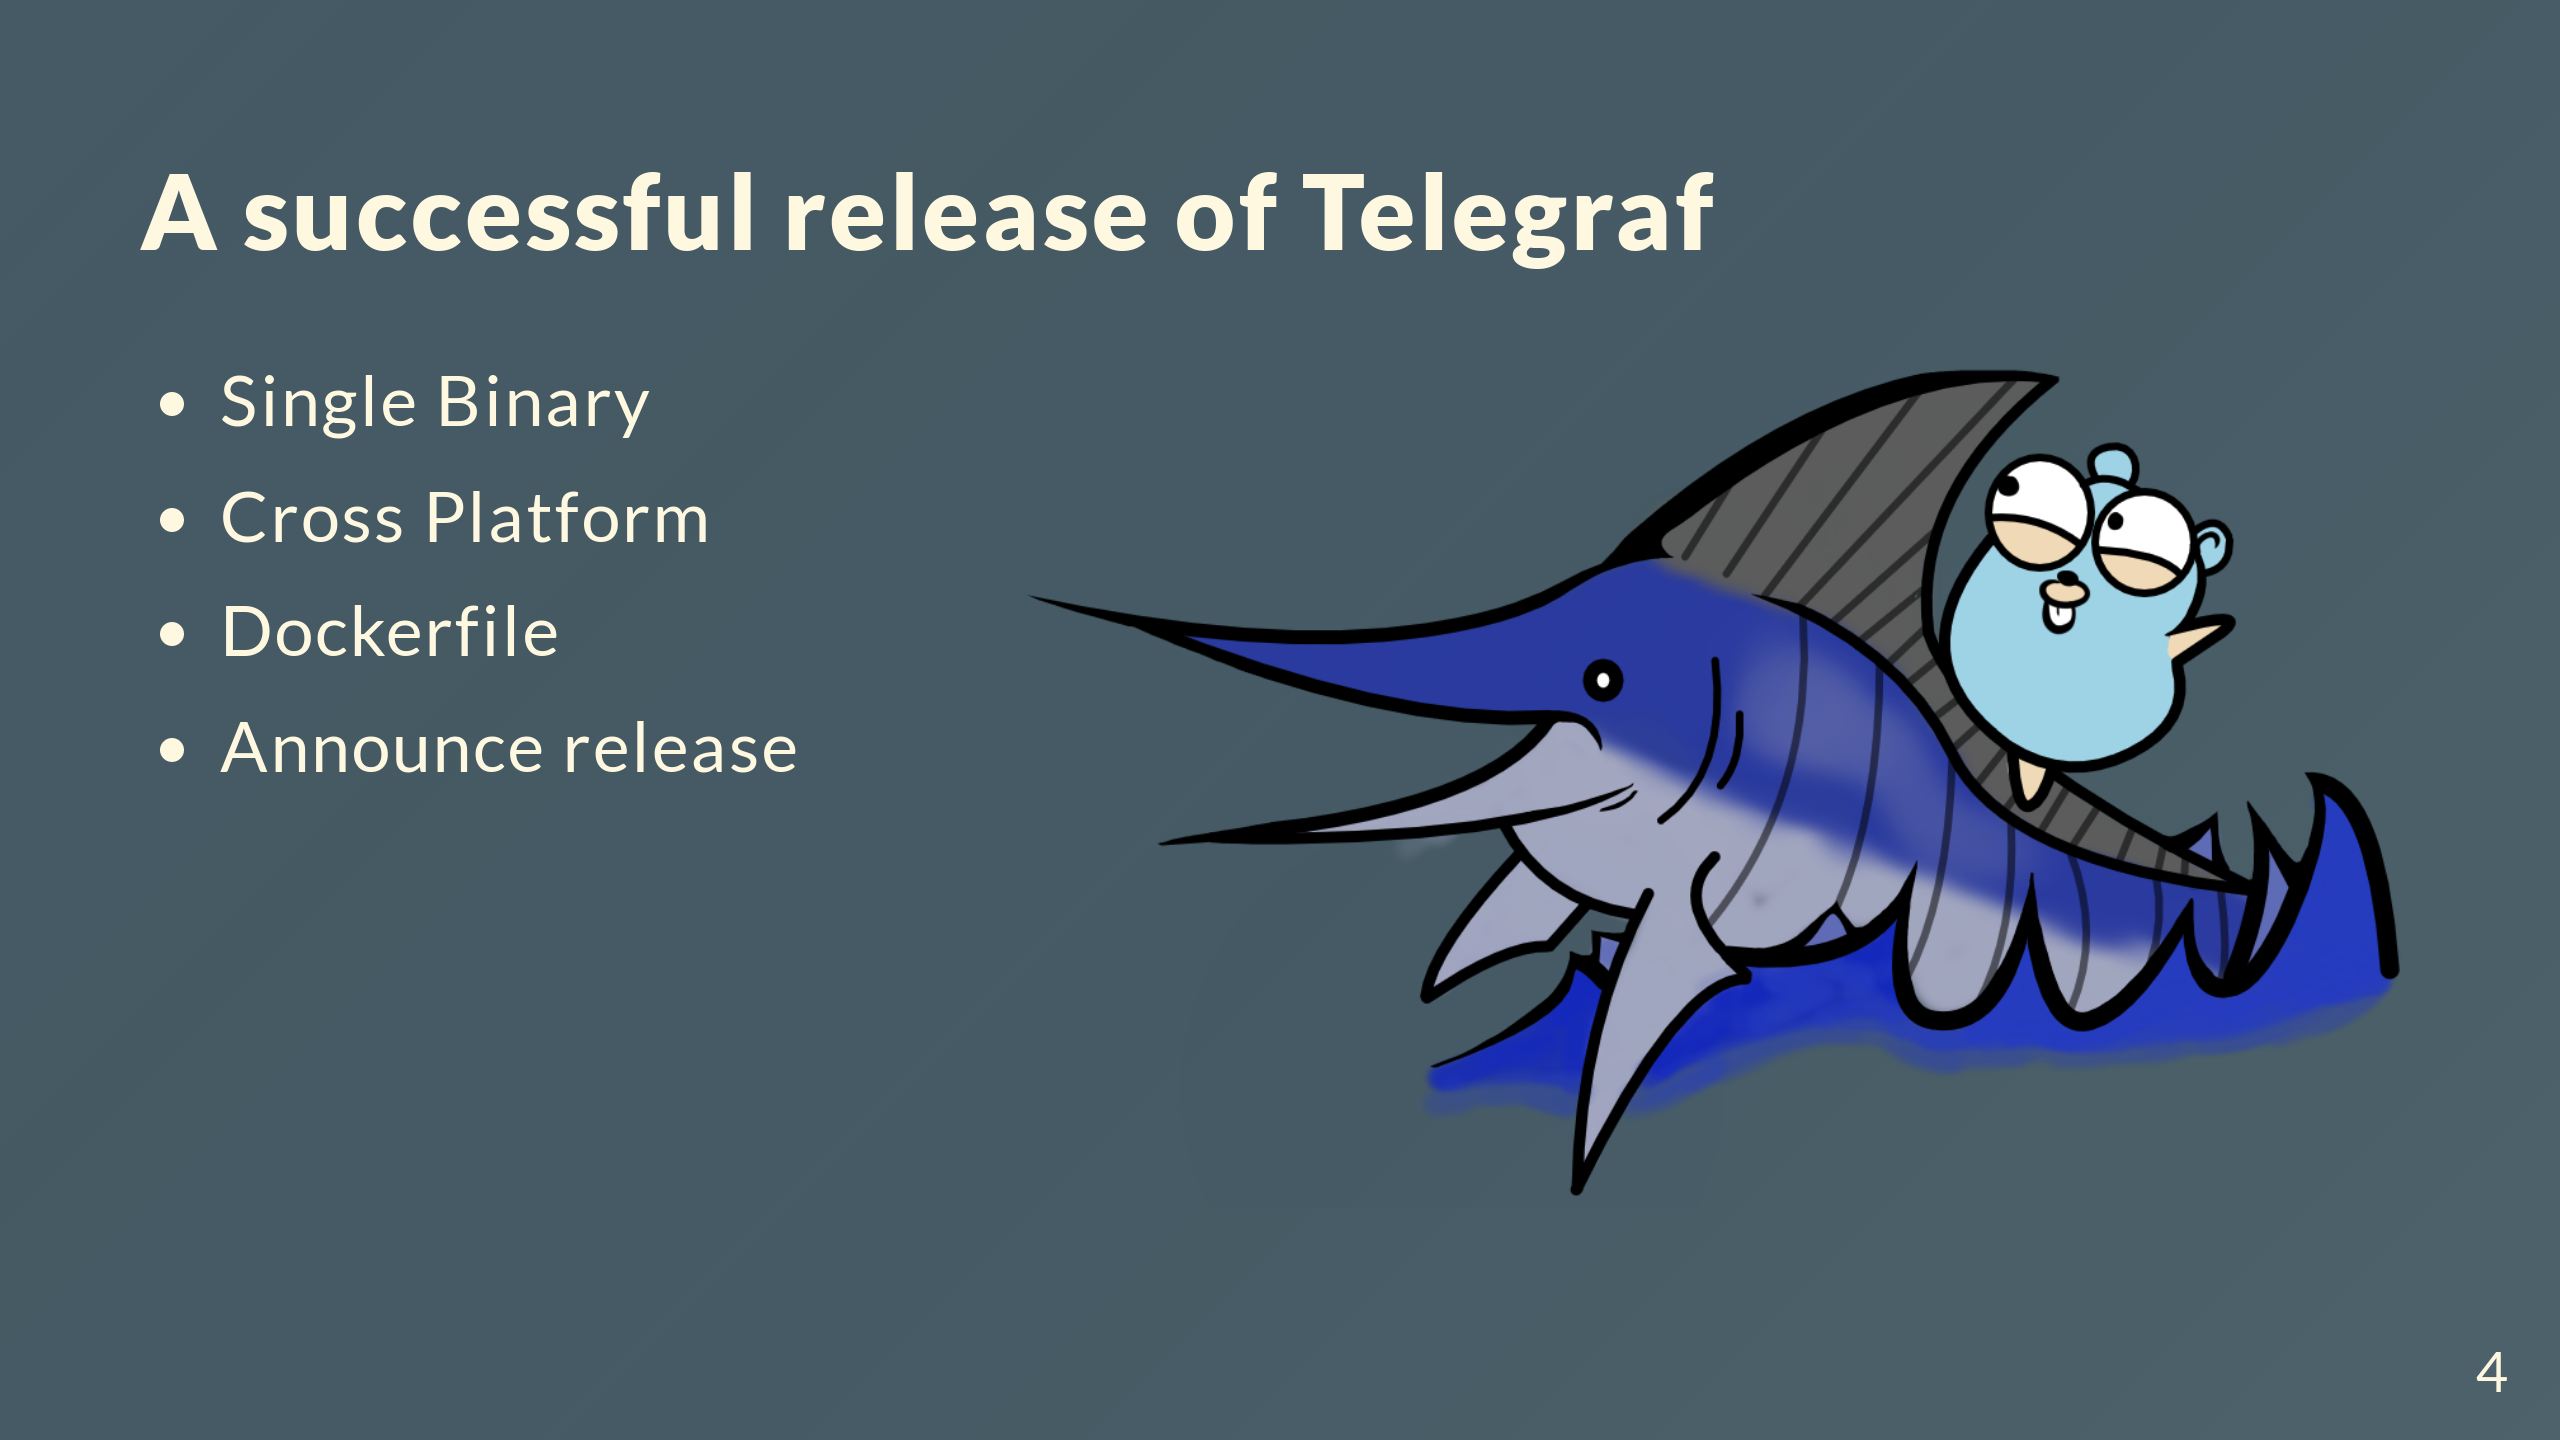 A successful release of Telegraf
• Single Binary
• Cross Platform
• Dockerfile
• Announce release
4